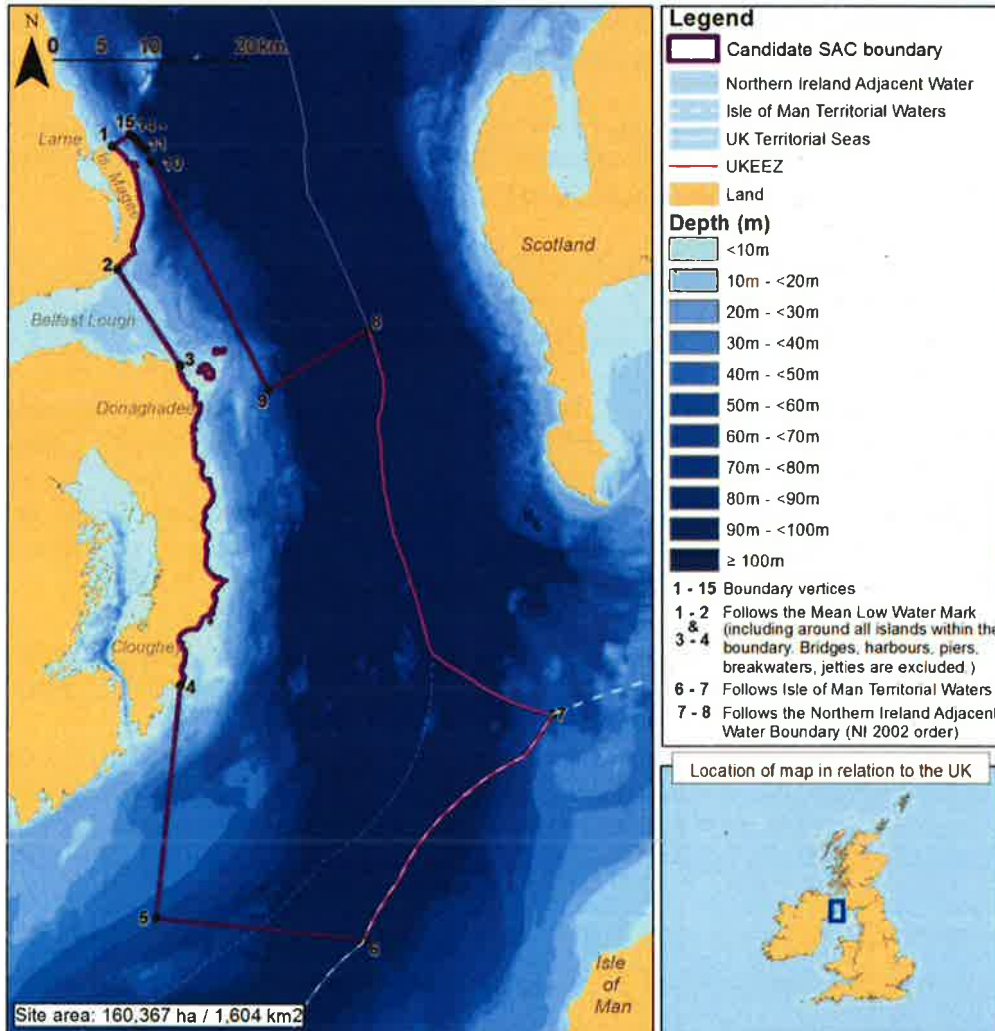 N
0 5 10 20km
Larne
Is. Magee
15
14
1
11
10
2
Belfast Lough
3
Donaghadee
8
9
Scotland
Cloughey
4
7
5
6
Isle
of
Man
Site area: 160,367 ha / 1,604 km2
Legend
Candidate SAC boundary
Northern Ireland Adjacent Water
Isle of Man Territorial Waters
UK Territorial Seas
UKEEZ
Land
Depth (m)
<10m
10m - <20m
20m - <30m
30m - <40m
40m - <50m
50m - <60m
60m - <70m
70m - <80m
80m - <90m
90m - <100m
≥ 100m
1 - 15 Boundary vertices
1 - 2 Follows the Mean Low Water Mark
& (including around all islands within the
3 - 4 boundary. Bridges, harbours, piers,
breakwaters, jetties are excluded.)
6 - 7 Follows Isle of Man Territorial Waters
7 - 8 Follows the Northern Ireland Adjacent
Water Boundary (NI 2002 order)
Location of map in relation to the UK